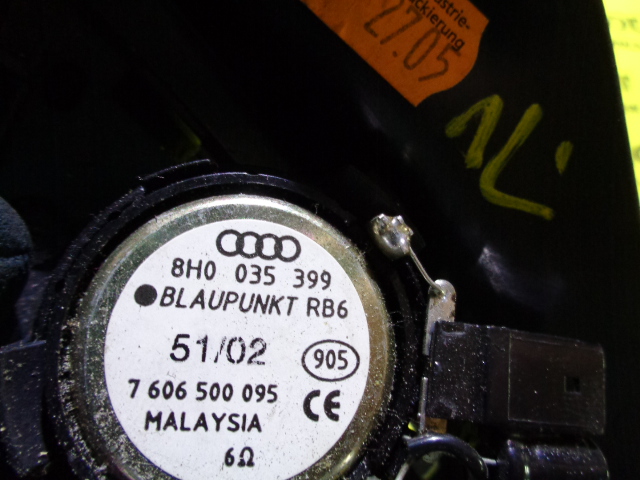 27.05
8H0 035 399
BLAUPUNKT RB6
51/02
905
7 606 500 095
CE
MALAYSIA
6Ω